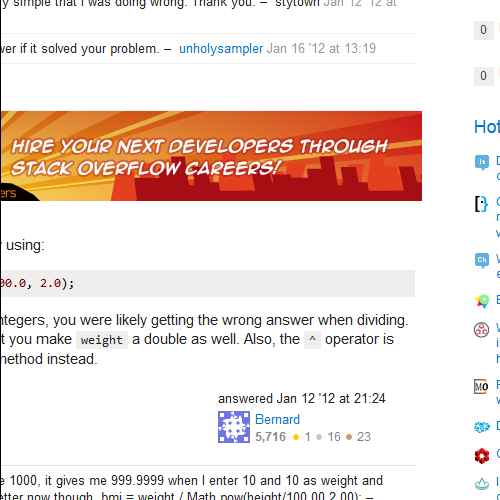 y simple that I was doing wrong. Thank you. – stytown Jan 12 '12 at
wer if it solved your problem. – unholysampler Jan 16 '12 at 13:19
0
0
Hot
HIRE YOUR NEXT DEVELOPERS THROUGH
STACK OVERFLOW CAREERS!
ers
using:
00.0, 2.0);
ntegers, you were likely getting the wrong answer when dividing.
t you make weight a double as well. Also, the ^ operator is
method instead.
answered Jan 12 '12 at 21:24
Bernard
5,716 1 16 23
e 1000, it gives me 999.9999 when I enter 10 and 10 as weight and
etter now though. bmi = weight / Math.pow(height/100.00,2.00); –